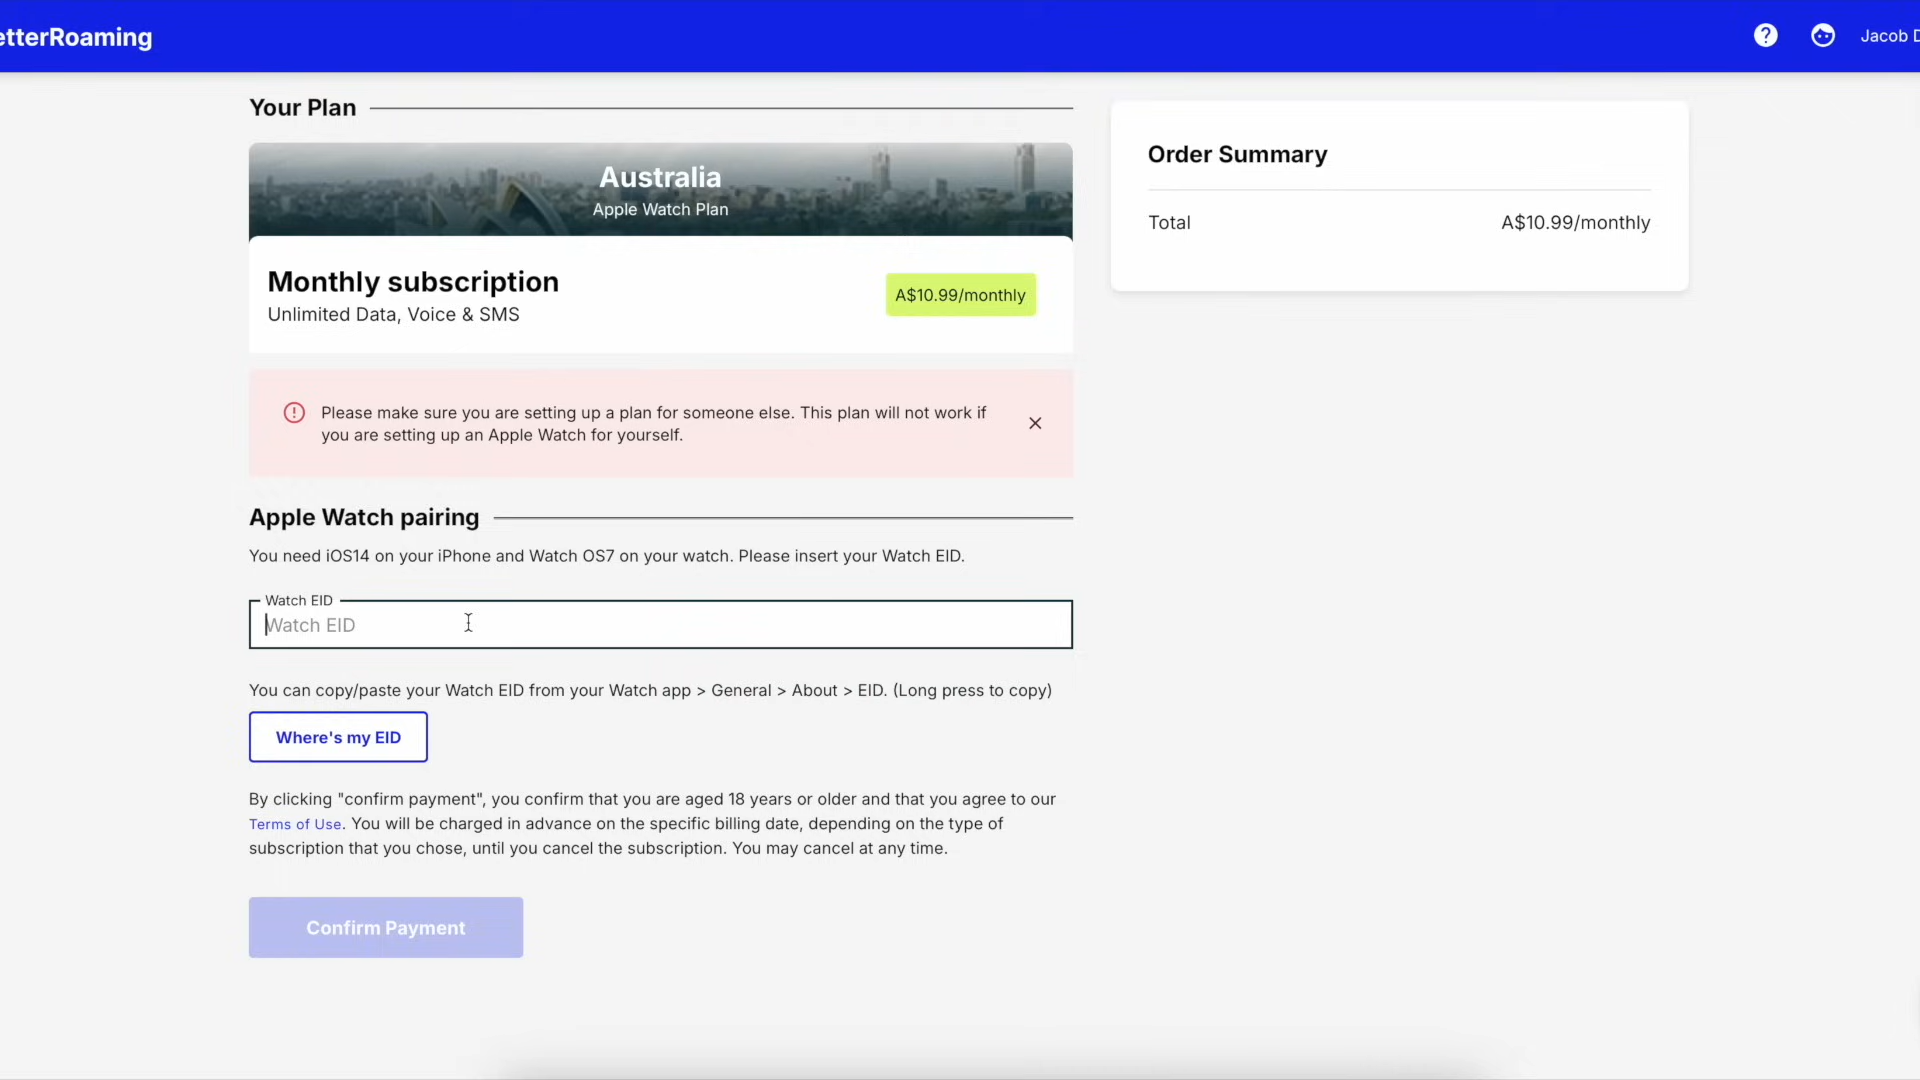 etterRoaming
Jacob D
Your Plan
Australia
Apple Watch Plan
Monthly subscription
Unlimited Data, Voice & SMS
A$10.99/monthly
Please make sure you are setting up a plan for someone else. This plan will not work if
you are setting up an Apple Watch for yourself.
Apple Watch pairing
You need iOS14 on your iPhone and Watch OS7 on your watch. Please insert your Watch EID.
Watch EID
Watch EID
You can copy/paste your Watch EID from your Watch app > General > About > EID. (Long press to copy)
Where's my EID
By clicking "confirm payment", you confirm that you are aged 18 years or older and that you agree to our
Terms of Use. You will be charged in advance on the specific billing date, depending on the type of
subscription that you chose, until you cancel the subscription. You may cancel at any time.
Confirm Payment
Order Summary
Total A$10.99/monthly